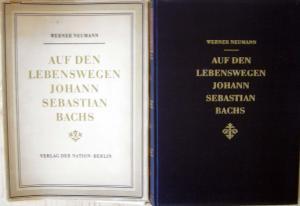 WERNER NEUMANN
AUF DEN
LEBENSWEGEN
JOHANN
SEBASTIAN
BACHS
VERLAG DER NATION · BERLIN
WERNER NEUMANN
AUF DEN
LEBENSWEGEN
JOHANN
SEBASTIAN
BACHS